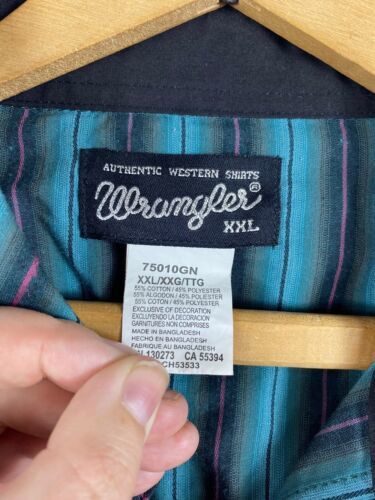 AUTHENTIC WESTERN SHIRTS
Wrangler®
XXL
75010GN
XXL/XXG/TTG
55% COTTON / 45% POLYESTER
55% ALGODON / 45% POLIESTER
55% COTTON / 45% POLYESTER
EXCLUSIVE OF DECORATION
EXCLUYENDO LA DECORACION
GARNITURES NON COMPRISES
MADE IN BANGLADESH
HECHO EN BANGLADESH
FABRIQUE AU BANGLADESH
130273 CA 55394
CH53533